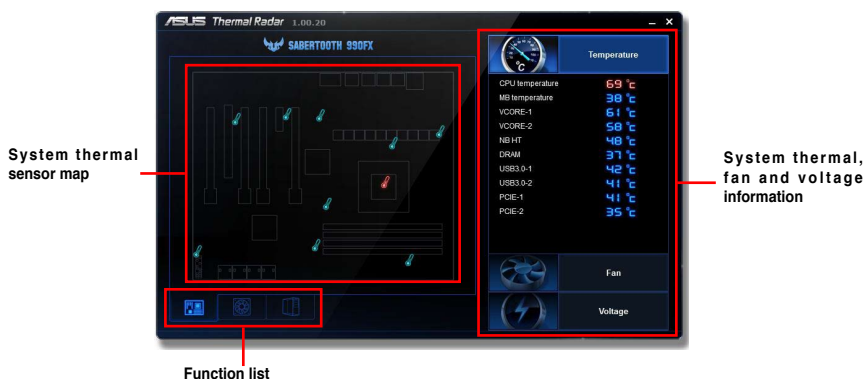 ASUS Thermal Radar 1.00.20
SABERTOOTH 990FX
Temperature
°C
CPU temperature 69 °c
MB temperature 38 °c
VCORE-1 61 °c
VCORE-2 58 °c
NB HT 48 °c
DRAM 37 °c
USB3.0-1 42 °c
USB3.0-2 41 °c
PCIE-1 41 °c
PCIE-2 35 °c
Fan
Voltage
System thermal
sensor map
System thermal,
fan and voltage
information
Function list